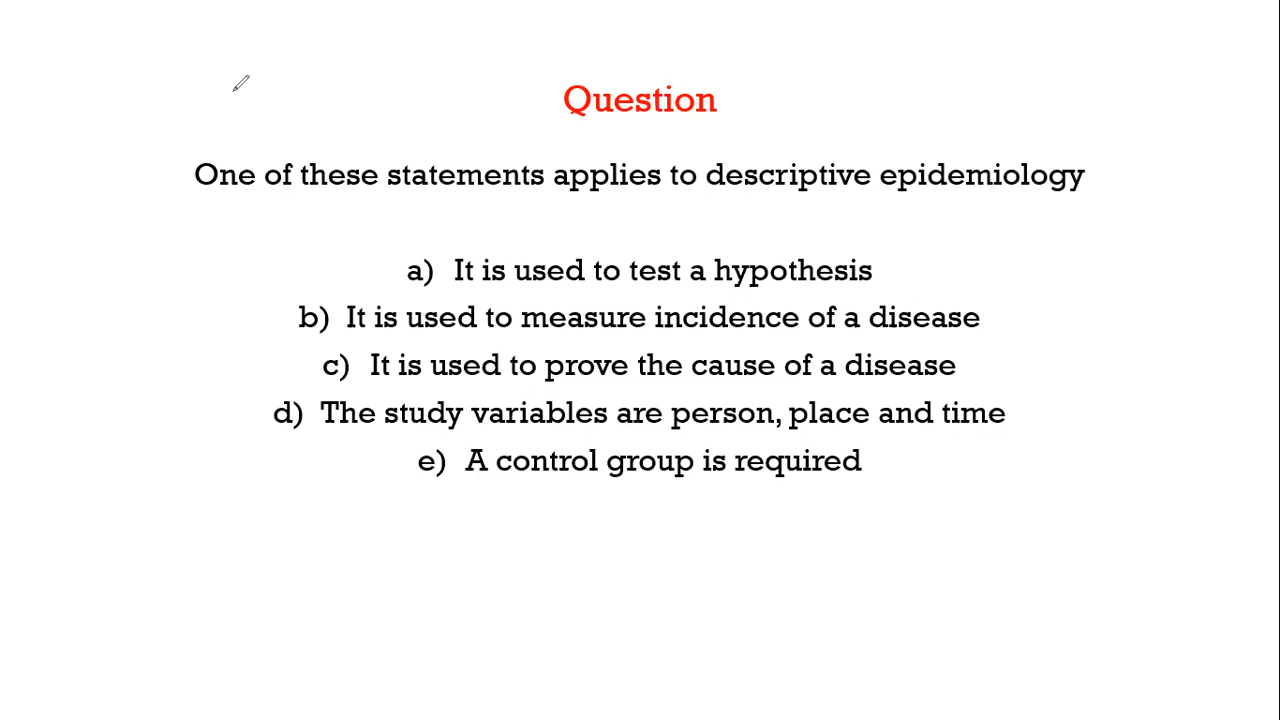 Question
One of these statements applies to descriptive epidemiology
a) It is used to test a hypothesis
b) It is used to measure incidence of a disease
c) It is used to prove the cause of a disease
d) The study variables are person, place and time
e) A control group is required